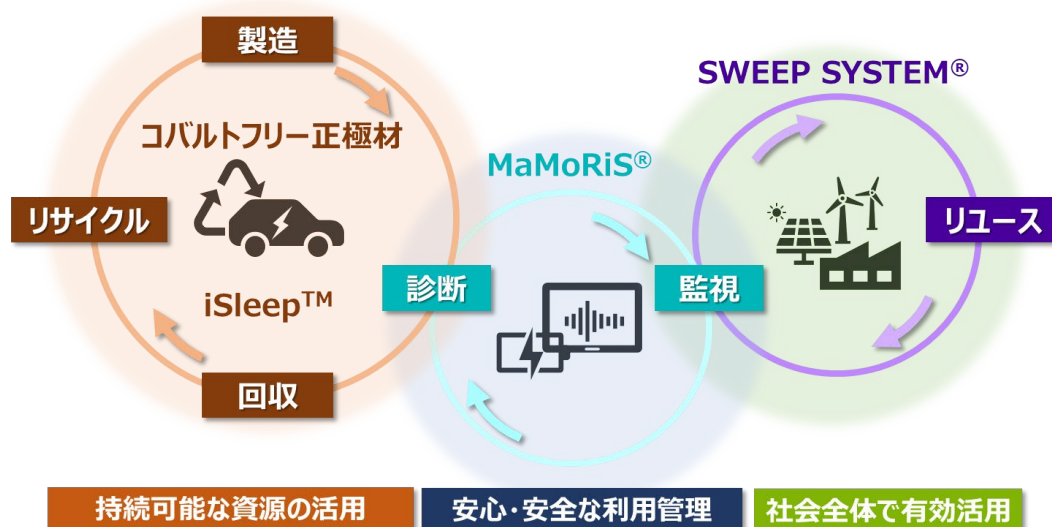 製造
コバルトフリー正極材
リサイクル
iSleep™
回収
MaMoRiS®
診断
監視
SWEEP SYSTEM®
リユース
持続可能な資源の活用
安心・安全な利用管理
社会全体で有効活用